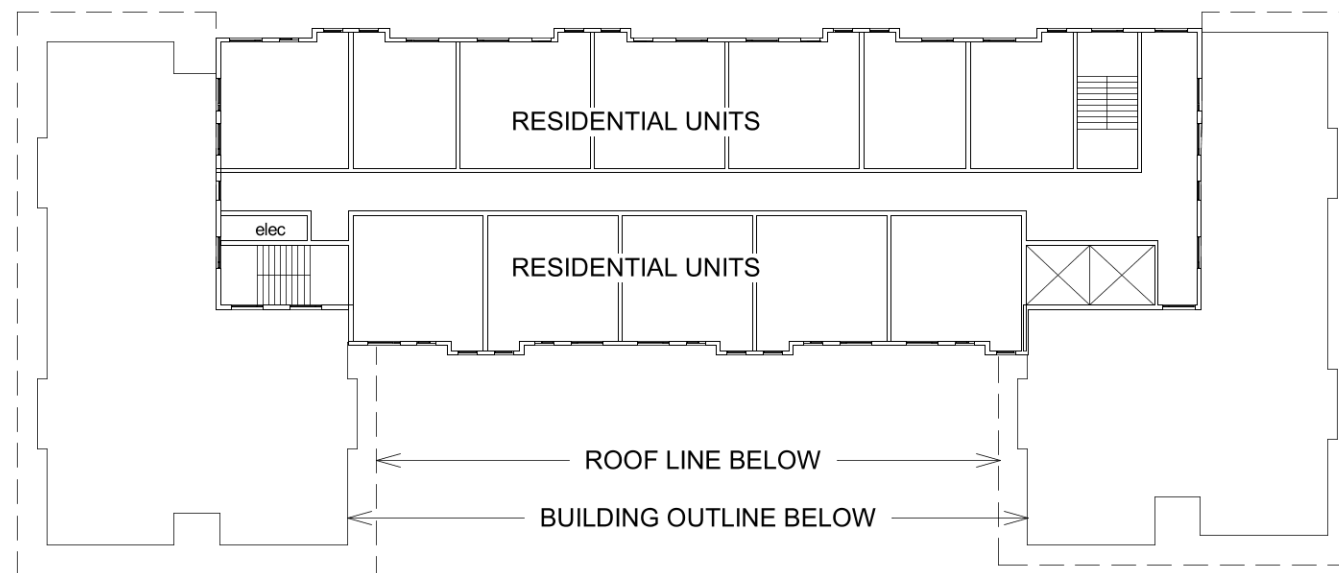 RESIDENTIAL UNITS
elec
RESIDENTIAL UNITS
ROOF LINE BELOW
BUILDING OUTLINE BELOW